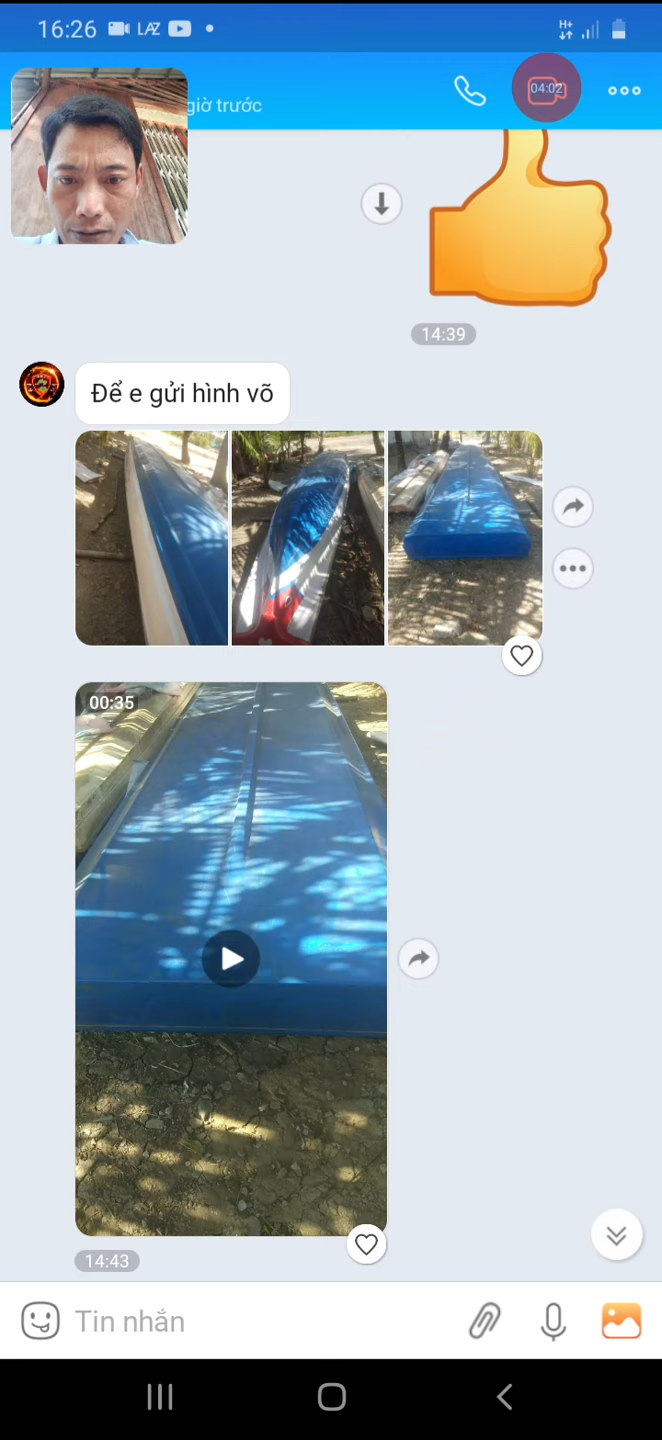 16:26 LAZ H+
giờ trước
04:02
14:39
Để e gửi hình võ
00:35
14:43
Tin nhắn